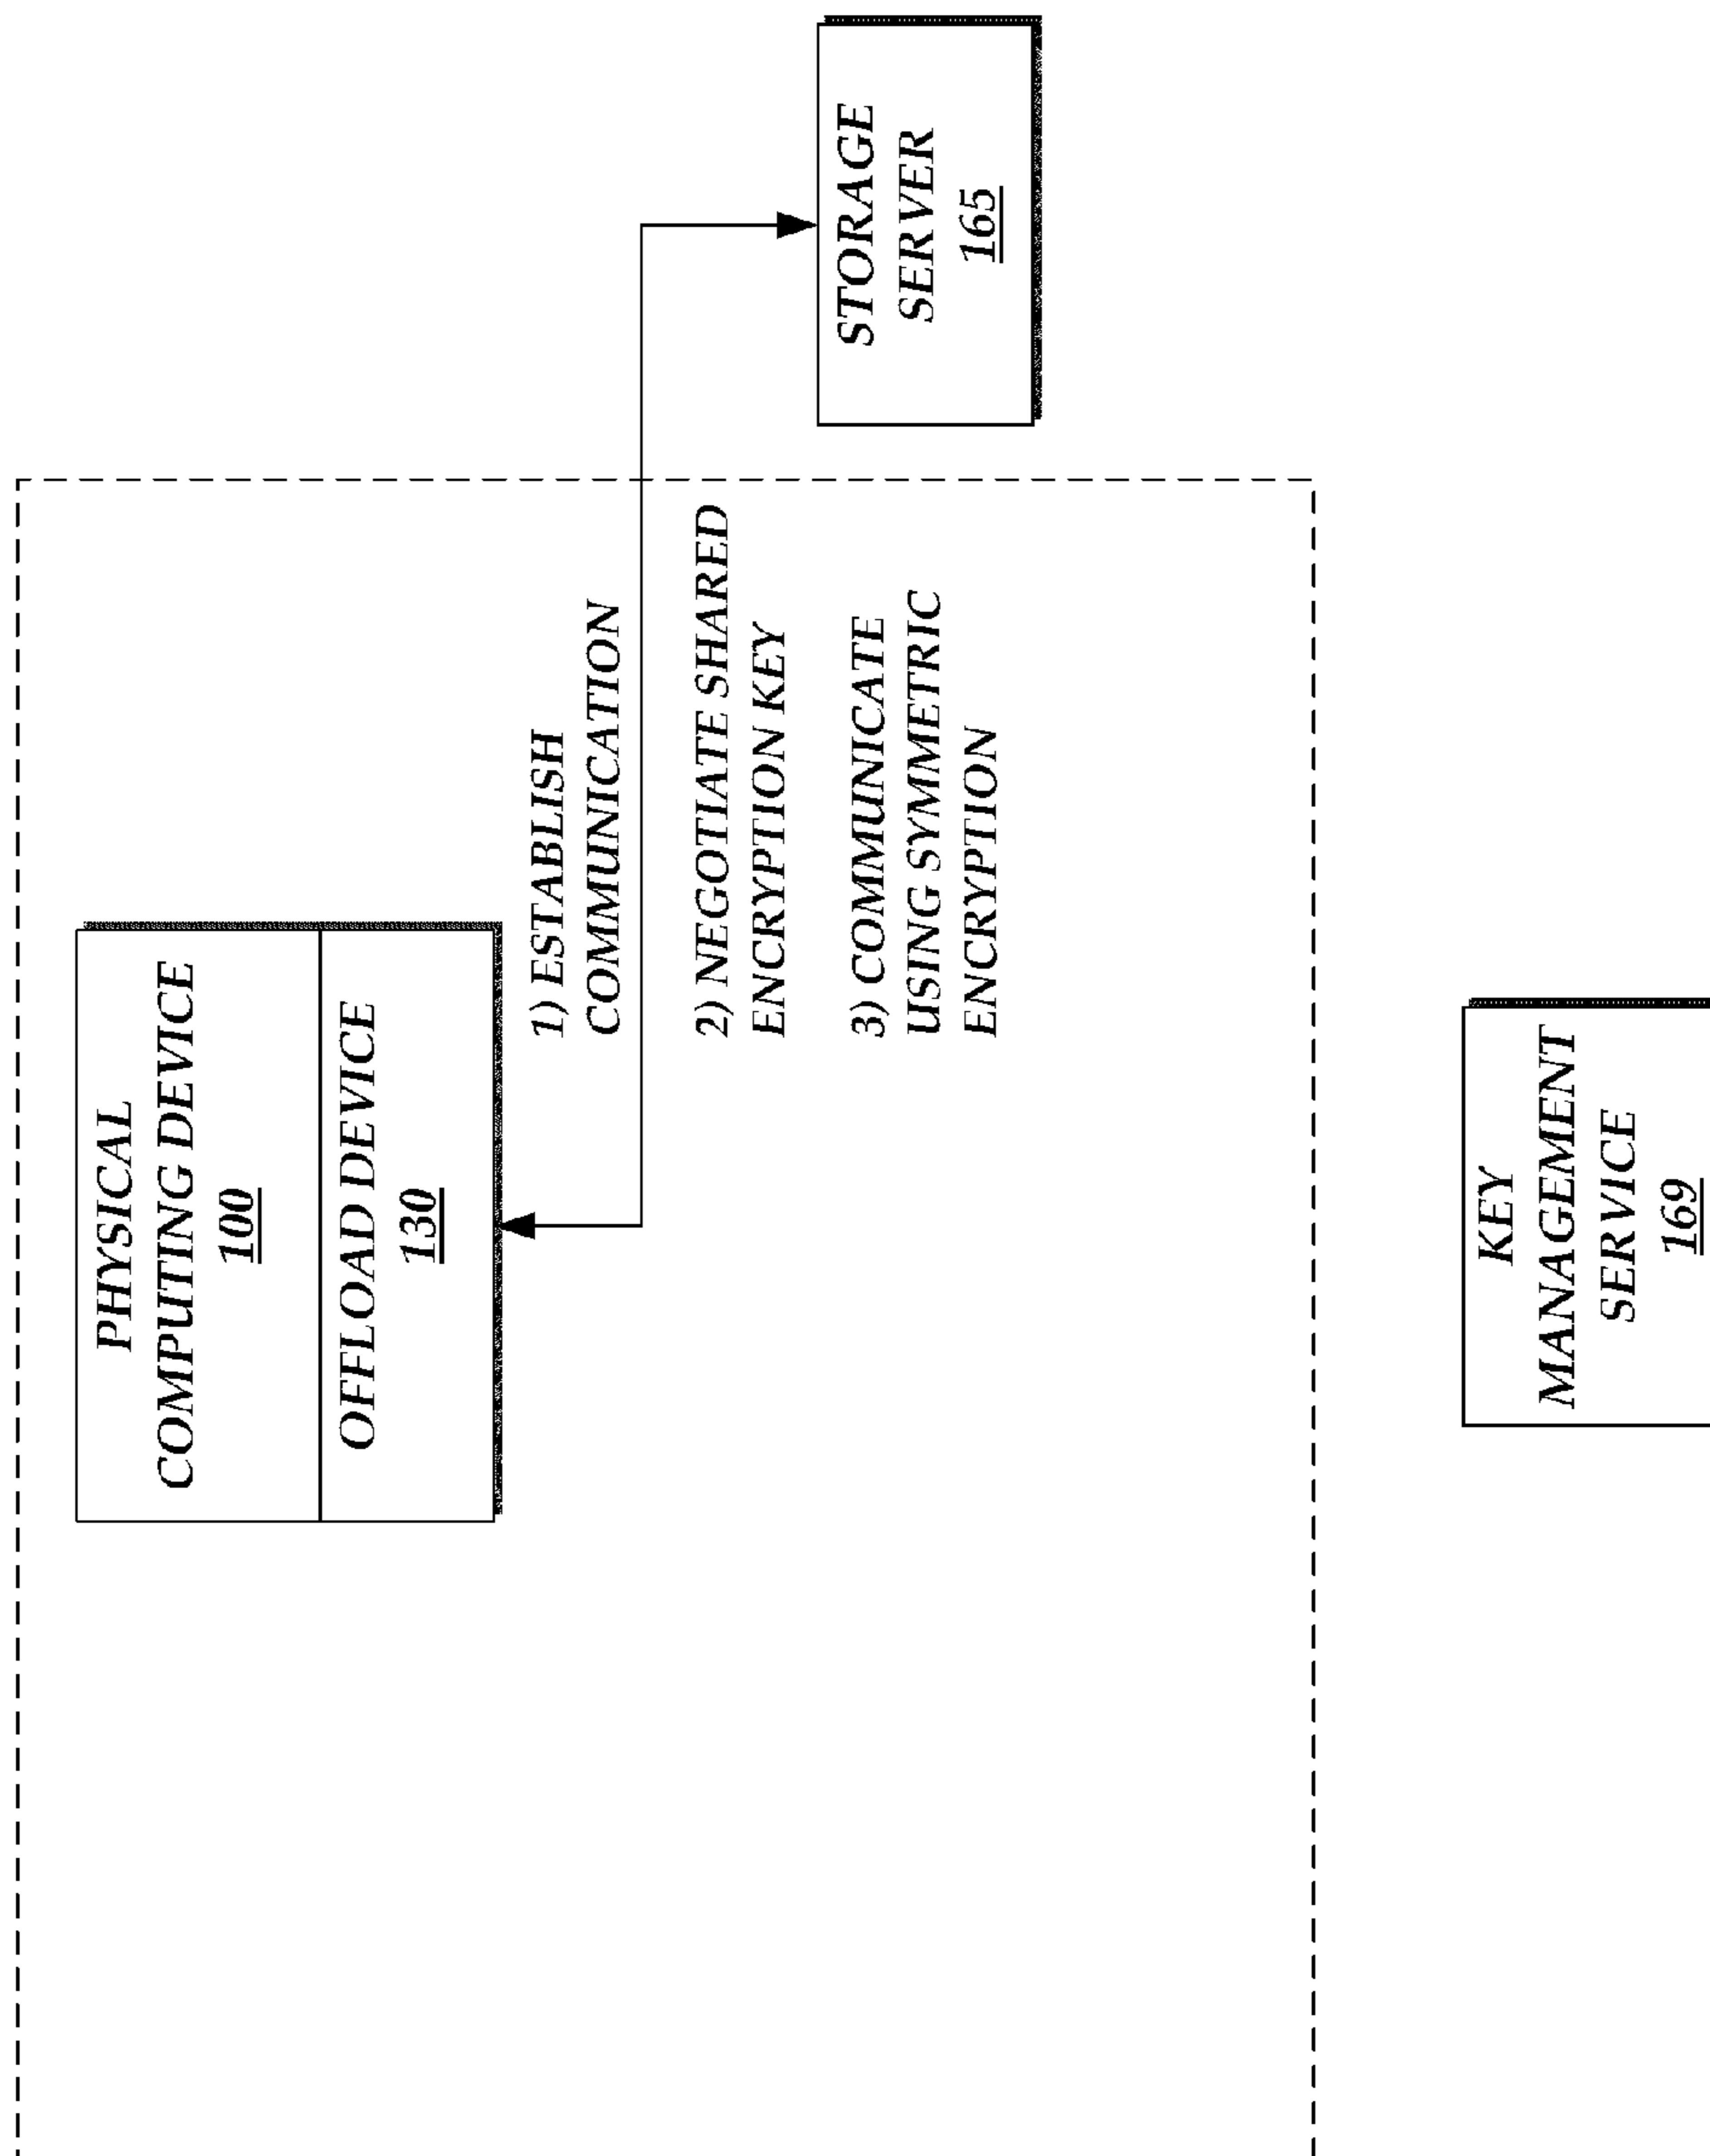 PHYSICAL
COMPUTING DEVICE
100
OFFLOAD DEVICE
130
1) ESTABLISH
COMMUNICATION
2) NEGOTIATE SHARED
ENCRYPTION KEY
3) COMMUNICATE
USING SYMMETRIC
ENCRYPTION
STORAGE
SERVER
165
KEY
MANAGEMENT
SERVICE
169